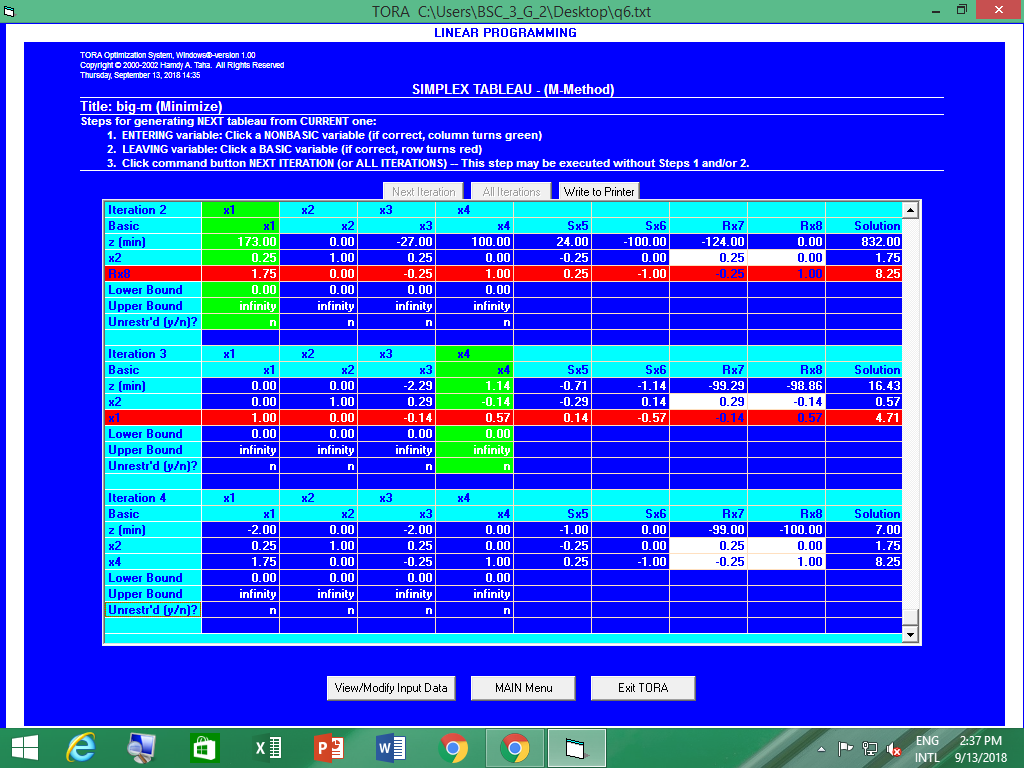 TORA C:\Users\BSC_3_G_2\Desktop\q6.txt
LINEAR PROGRAMMING
TORA Optimization System, Windows®-version 1.00
Copyright © 2000-2002 Hamdy A. Taha. All Rights Reserved
Thursday, September 13, 2018 14:35
SIMPLEX TABLEAU - (M-Method)
Title: big-m (Minimize)
Steps for generating NEXT tableau from CURRENT one:
1. ENTERING variable: Click a NONBASIC variable (if correct, column turns green)
2. LEAVING variable: Click a BASIC variable (if correct, row turns red)
3. Click command button NEXT ITERATION (or ALL ITERATIONS) -- This step may be executed without Steps 1 and/or 2.
Next Iteration All Iterations Write to Printer
Iteration 2 x1 x2 x3 x4
Basic x1 x2 x3 x4 Sx5 Sx6 Rx7 Rx8 Solution
z (min) 173.00 0.00 -27.00 100.00 24.00 -100.00 -124.00 0.00 832.00
x2 0.25 1.00 0.25 0.00 -0.25 0.00 0.25 0.00 1.75
Rx8 1.75 0.00 -0.25 1.00 0.25 -1.00 -0.25 1.00 8.25
Lower Bound 0.00 0.00 0.00 0.00
Upper Bound infinity infinity infinity infinity
Unrestr'd (y/n)? n n n n
Iteration 3 x1 x2 x3 x4
Basic x1 x2 x3 x4 Sx5 Sx6 Rx7 Rx8 Solution
z (min) 0.00 0.00 -2.29 1.14 -0.71 -1.14 -99.29 -98.86 16.43
x2 0.00 1.00 0.29 -0.14 -0.29 0.14 0.29 -0.14 0.57
x1 1.00 0.00 -0.14 0.57 0.14 -0.57 -0.14 0.57 4.71
Lower Bound 0.00 0.00 0.00 0.00
Upper Bound infinity infinity infinity infinity
Unrestr'd (y/n)? n n n n
Iteration 4 x1 x2 x3 x4
Basic x1 x2 x3 x4 Sx5 Sx6 Rx7 Rx8 Solution
z (min) -2.00 0.00 -2.00 0.00 -1.00 0.00 -99.00 -100.00 7.00
x2 0.25 1.00 0.25 0.00 -0.25 0.00 0.25 0.00 1.75
x4 1.75 0.00 -0.25 1.00 0.25 -1.00 -0.25 1.00 8.25
Lower Bound 0.00 0.00 0.00 0.00
Upper Bound infinity infinity infinity infinity
Unrestr'd (y/n)? n n n n
View/Modify Input Data MAIN Menu Exit TORA
ENG 2:37 PM
INTL 9/13/2018